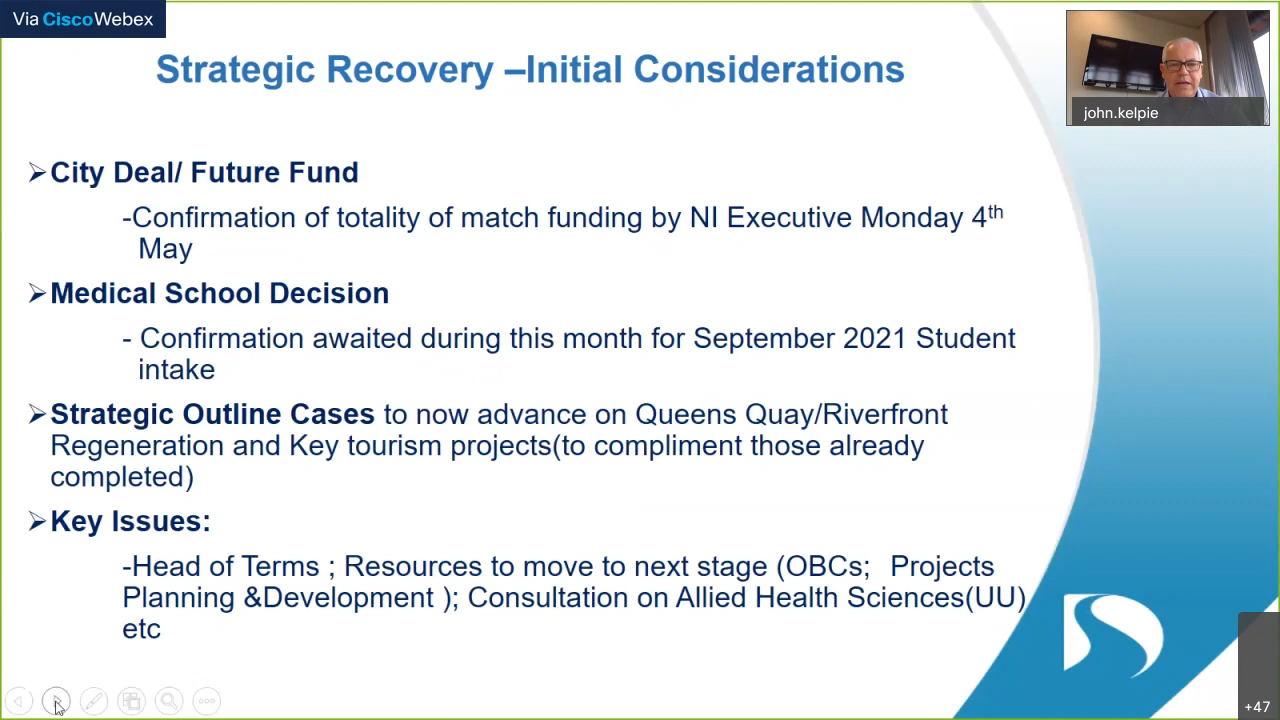 Via CiscoWebex
Strategic Recovery –Initial Considerations
john.kelpie
➢City Deal/ Future Fund
-Confirmation of totality of match funding by NI Executive Monday 4th
May
➢Medical School Decision
- Confirmation awaited during this month for September 2021 Student
intake
➢Strategic Outline Cases to now advance on Queens Quay/Riverfront
Regeneration and Key tourism projects(to compliment those already
completed)
➢Key Issues:
-Head of Terms ; Resources to move to next stage (OBCs; Projects
Planning &Development ); Consultation on Allied Health Sciences(UU)
etc
+47